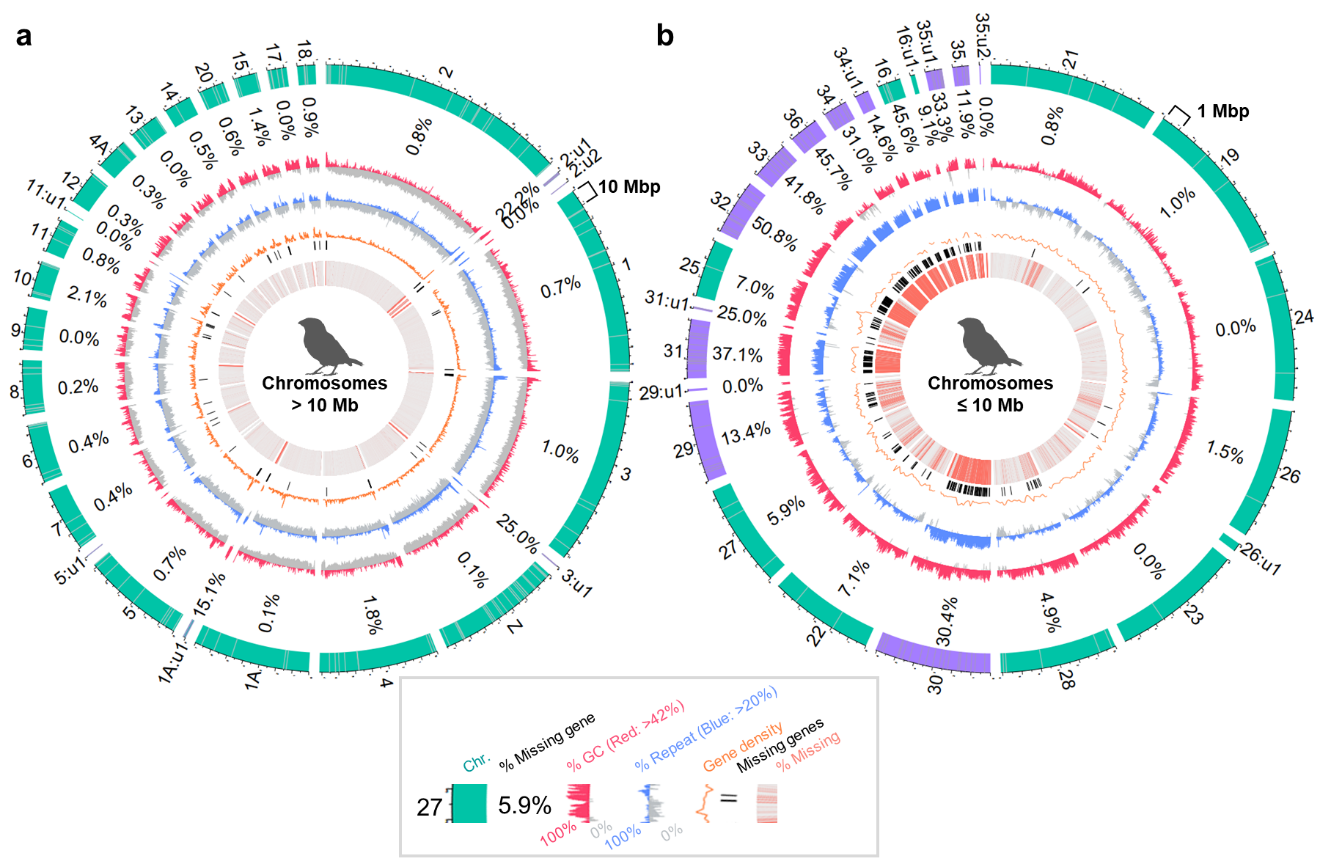 a
2
0.8%
2:u1
22.2%
2:u2
0.0%
10 Mbp
1
0.7%
3
1.0%
3:u1
25.0%
Z
0.1%
4
1.8%
1A
0.1%
1A:u1
15.1%
5
0.7%
5:u1
7
0.4%
6
0.4%
8
0.2%
9
0.0%
10
2.1%
11
0.8%
11:u1
0.0%
12
0.3%
4A
0.3%
13
0.0%
14
0.5%
20
0.6%
15
1.4%
17
0.0%
18
0.9%
Chromosomes
> 10 Mb
b
21
0.8%
1 Mbp
19
1.0%
24
0.0%
26
1.5%
26:u1
23
0.0%
28
4.9%
30
30.4%
22
7.1%
27
5.9%
29
13.4%
29:u1
0.0%
31
37.1%
31:u1
25.0%
25
7.0%
32
50.8%
33
41.8%
36
45.7%
34
31.0%
34:u1
14.6%
16
45.6%
16:u1
9.1%
35:u1
33.3%
35
11.9%
35:u2
0.0%
Chromosomes
≤ 10 Mb
Chr.
% Missing gene
% GC (Red: >42%)
% Repeat (Blue: >20%)
Gene density
Missing genes
% Missing
27
5.9%
100%
0%
100%
0%